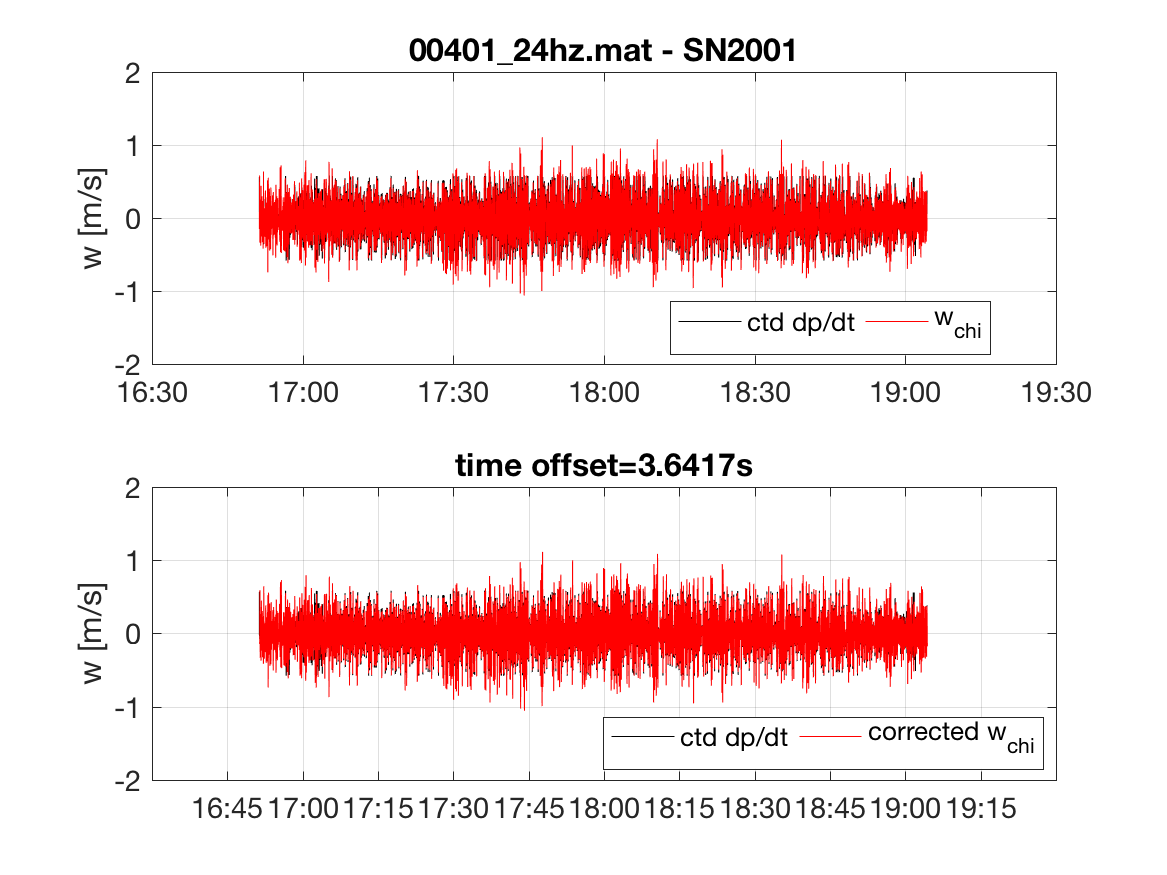 00401_24hz.mat - SN2001
2
1
0
-1
-2
w [m/s]
ctd dp/dt w_chi
16:30 17:00 17:30 18:00 18:30 19:00 19:30
time offset=3.6417s
2
1
0
-1
-2
w [m/s]
ctd dp/dt corrected w_chi
16:45 17:00 17:15 17:30 17:45 18:00 18:15 18:30 18:45 19:00 19:15